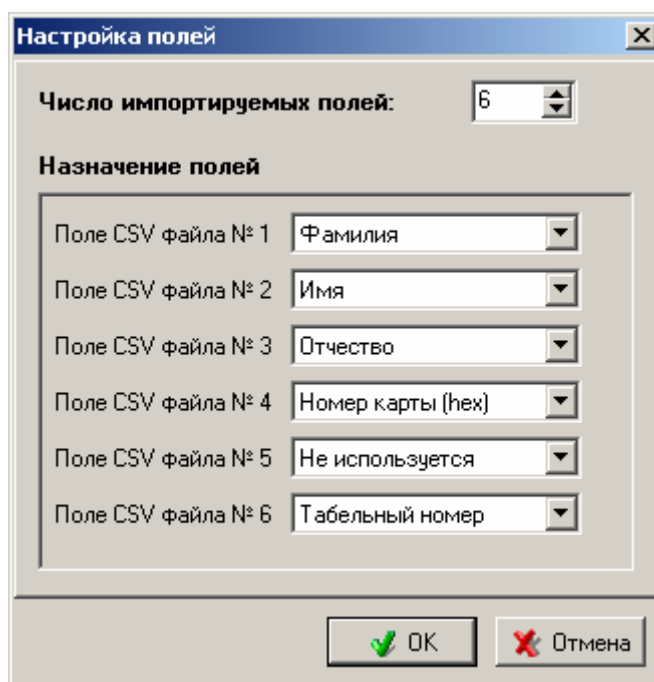 Настройка полей
Число импортируемых полей: 6
Назначение полей
Поле CSV файла № 1 Фамилия
Поле CSV файла № 2 Имя
Поле CSV файла № 3 Отчество
Поле CSV файла № 4 Номер карты (hex)
Поле CSV файла № 5 Не используется
Поле CSV файла № 6 Табельный номер
OK Отмена